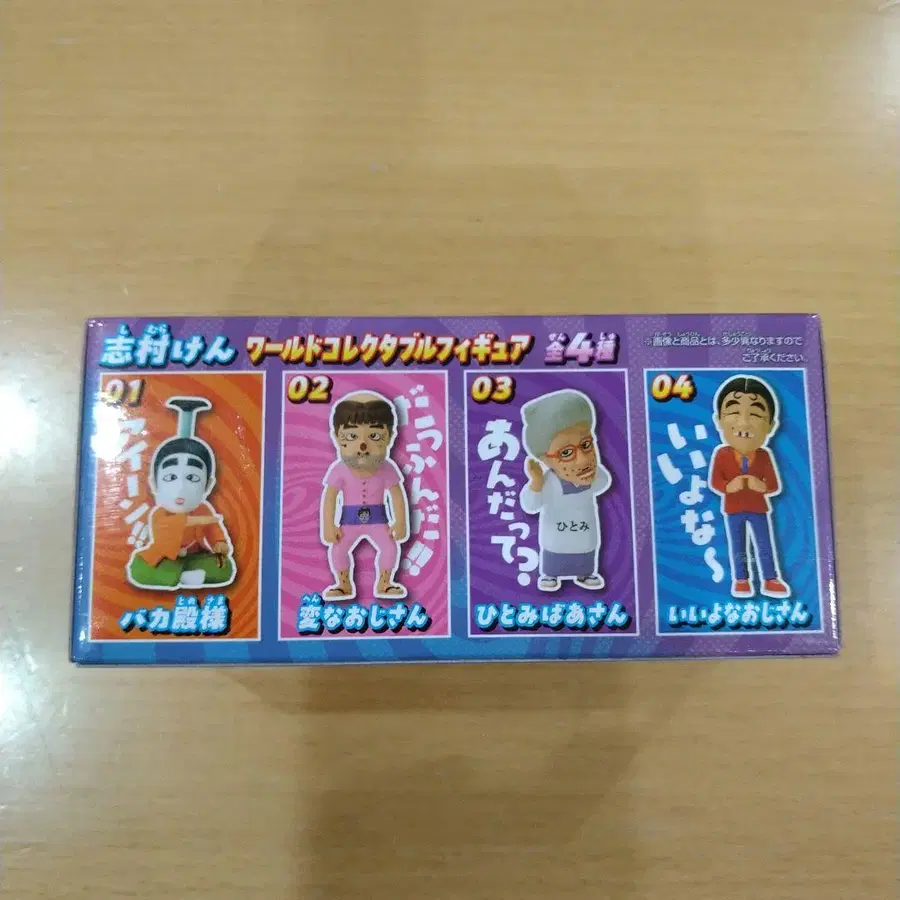 志村けん ワールドコレクタブルフィギュア 全4種
※画像と商品とは、多少異なりますので
ご了承ください。
01
アイーン!!
バカ殿様
02
だっふんだ!!
変なおじさん
03
あんだって?
ひとみ
ひとみばあさん
04
いいよな～
いいよなおじさん